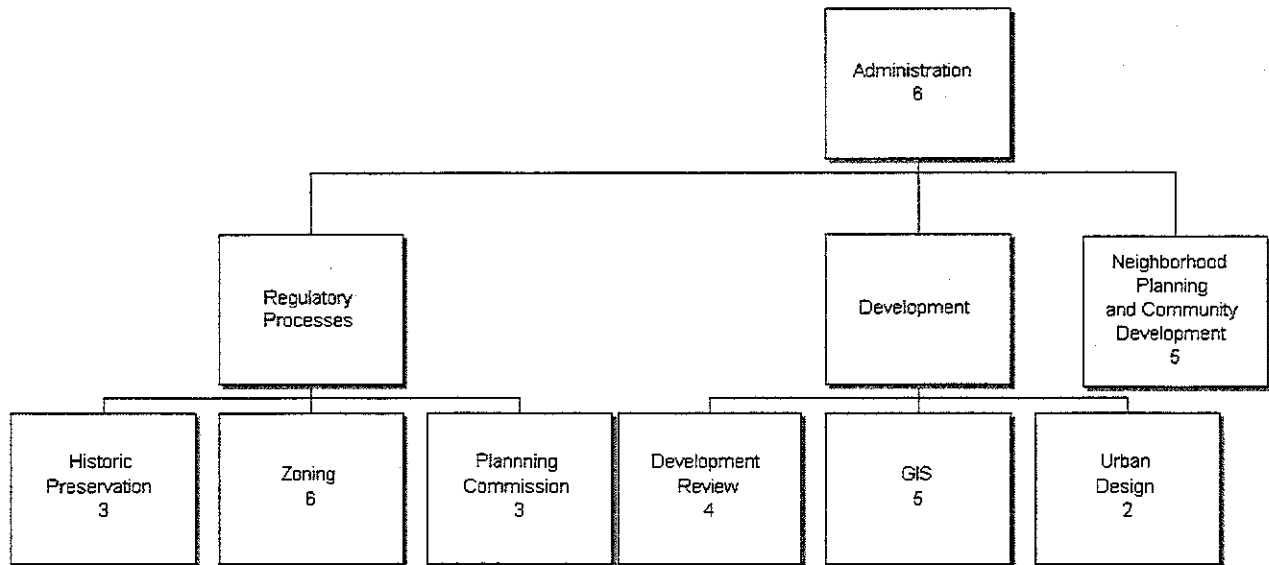 Administration
6
Regulatory
Processes
Development
Neighborhood
Planning
and Community
Development
5
Historic
Preservation
3
Zoning
6
Plannning
Commission
3
Development
Review
4
GIS
5
Urban
Design
2